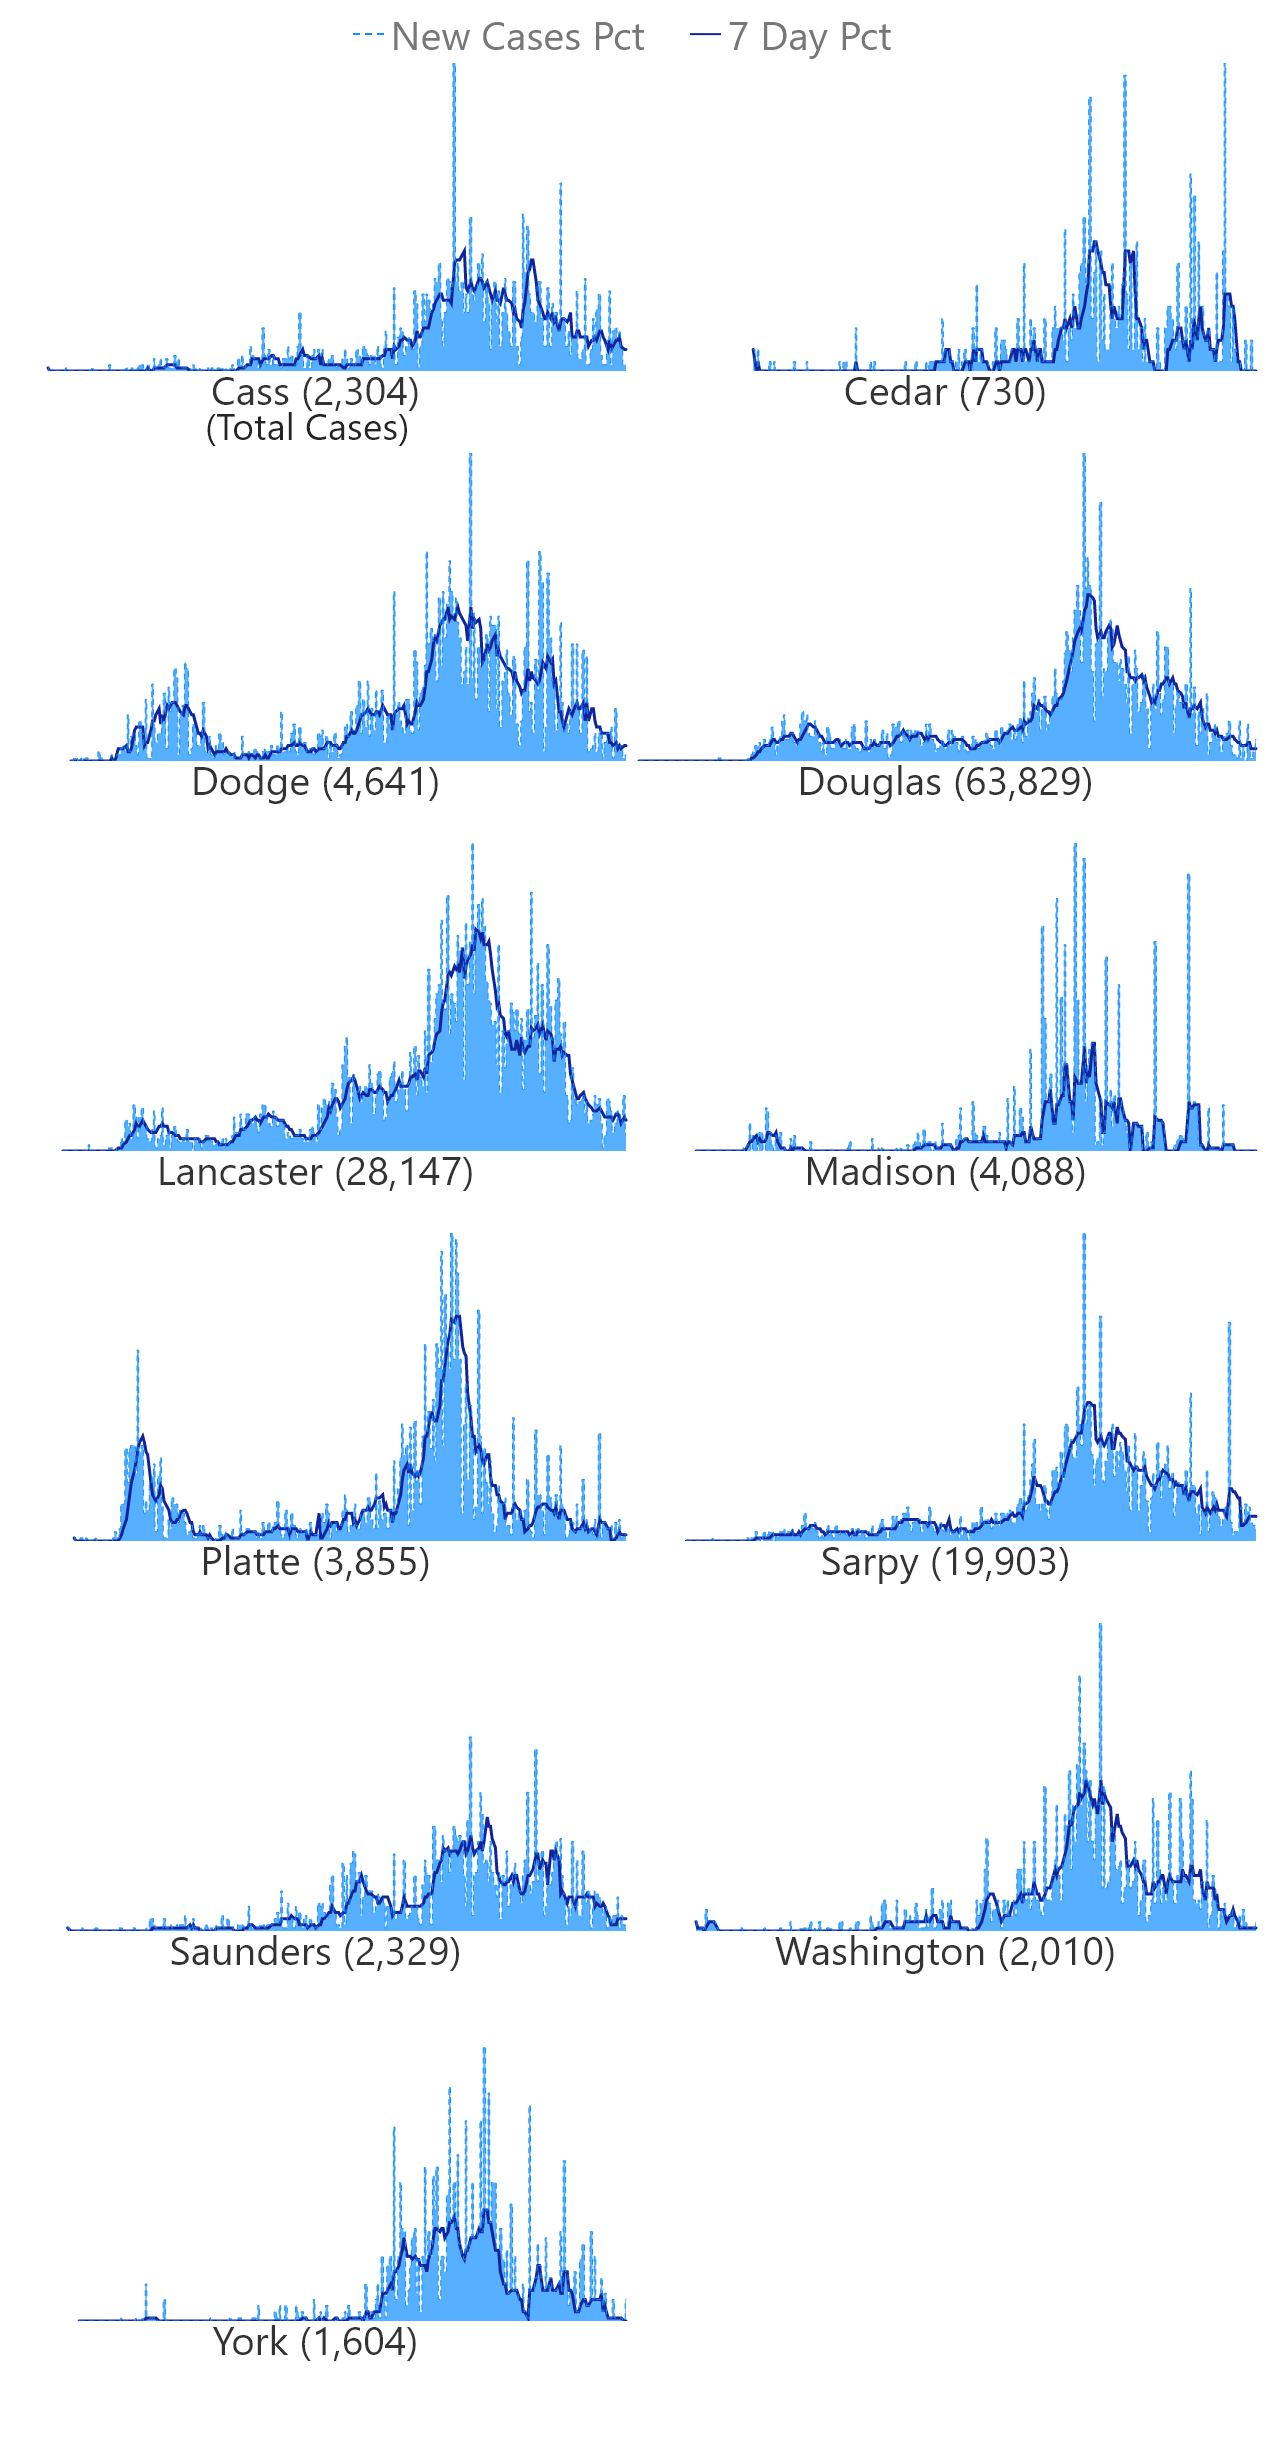 New Cases Pct 7 Day Pct
Cass (2,304) Cedar (730)
(Total Cases)
Dodge (4,641) Douglas (63,829)
Lancaster (28,147) Madison (4,088)
Platte (3,855) Sarpy (19,903)
Saunders (2,329) Washington (2,010)
York (1,604)